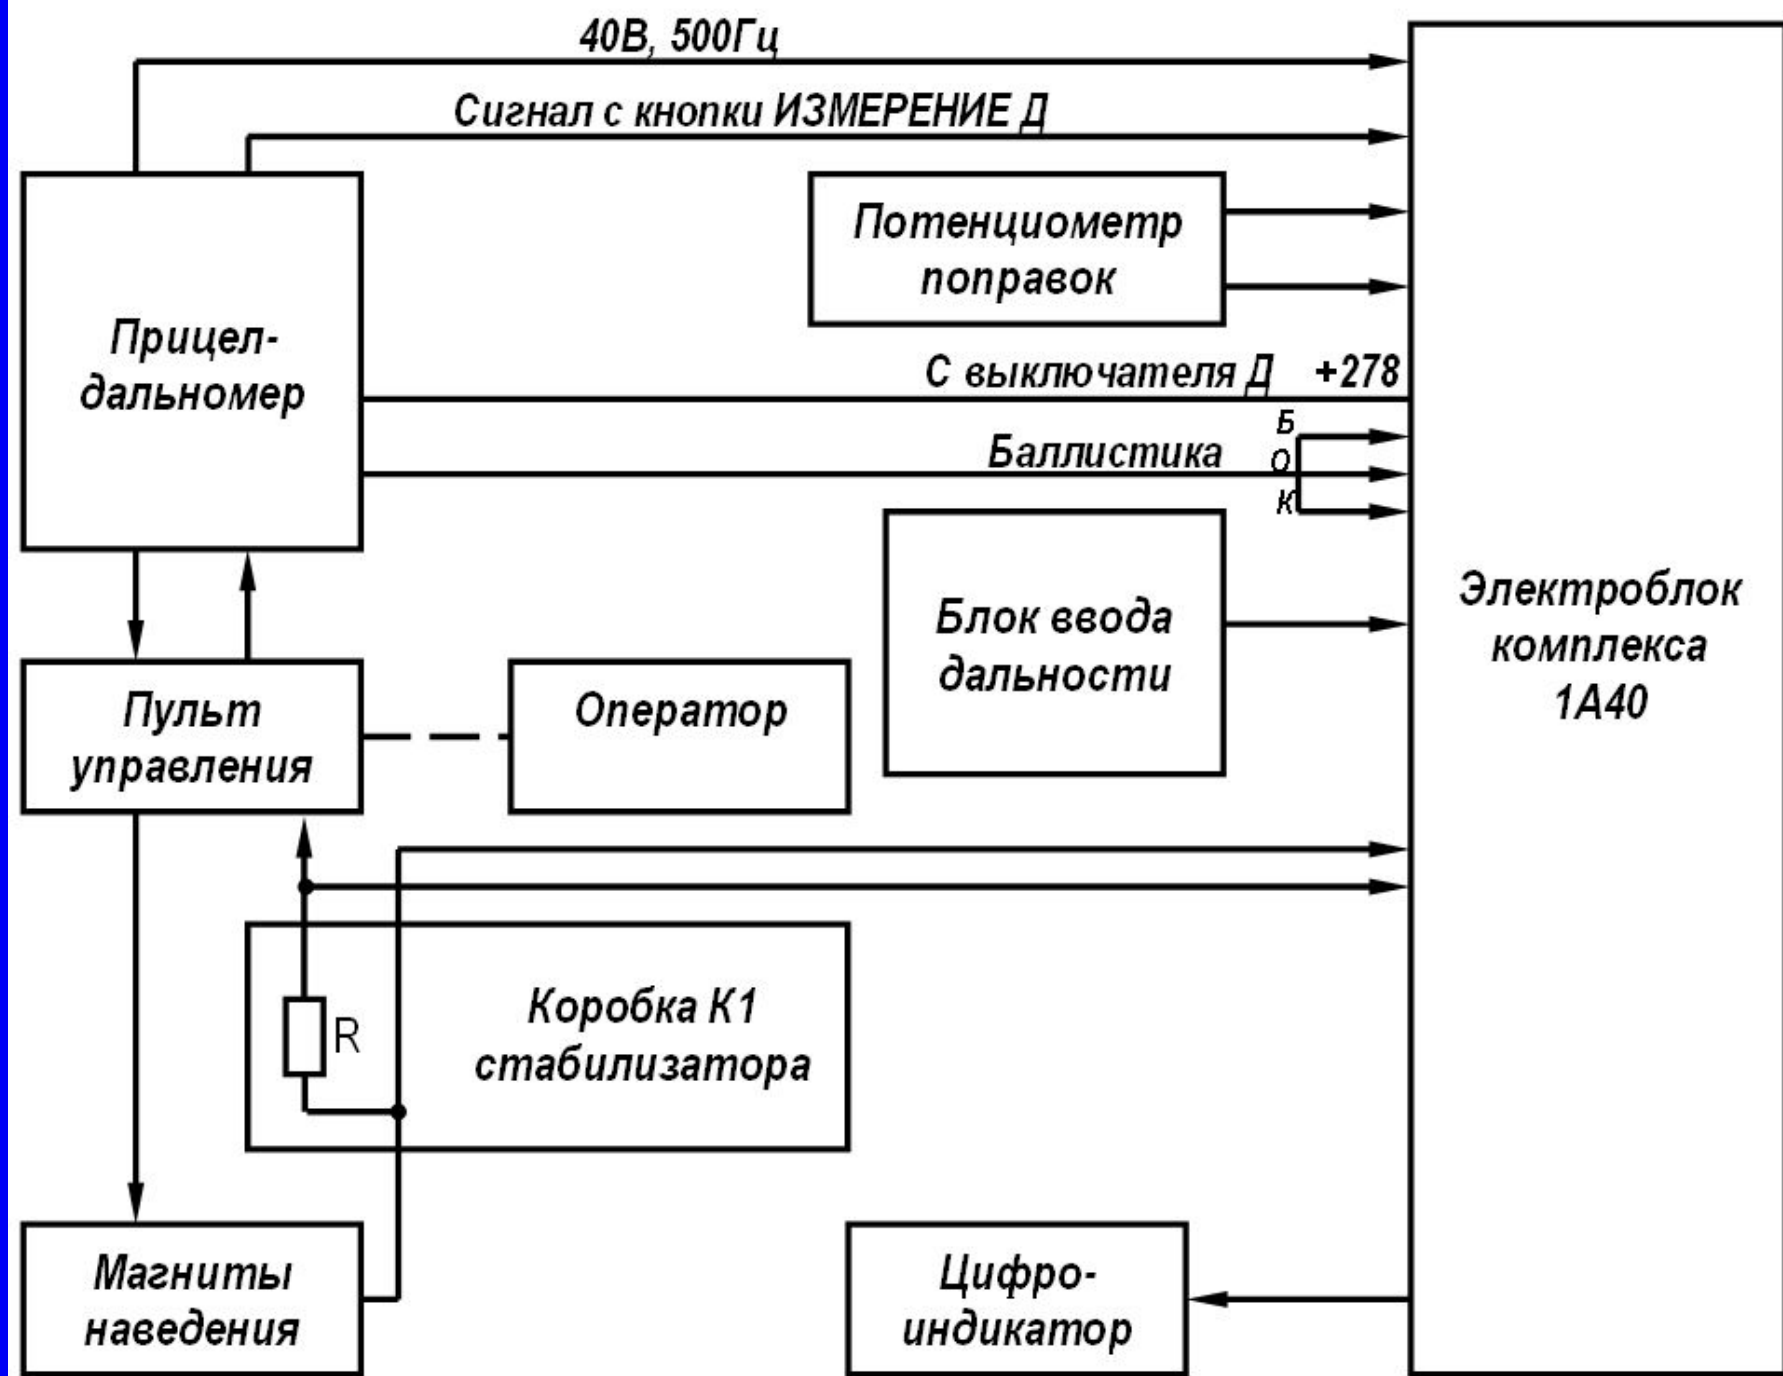 40В, 500Гц
Сигнал с кнопки ИЗМЕРЕНИЕ Д
Потенциометр
поправок
Прицел-
дальномер
С выключателя Д +278
Баллистика
Б
О
К
Блок ввода
дальности
Электроблок
комплекса
1А40
Пульт
управления
Оператор
R
Коробка К1
стабилизатора
Магниты
наведения
Цифро-
индикатор